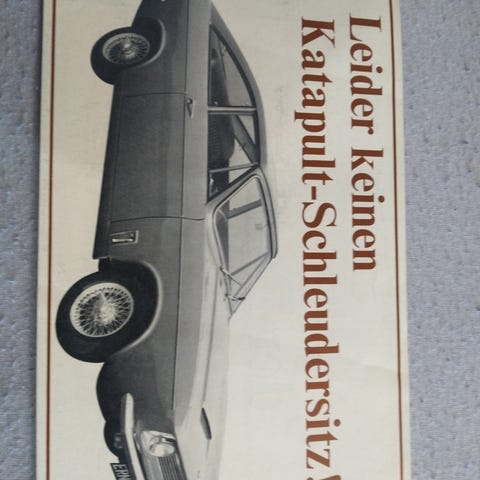 Leider keinen
Katapult-Schleudersitz!